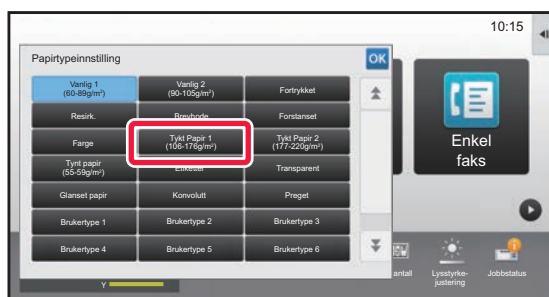 10:15
Papirtypeinnstilling
OK
Vanlig 1
(60-89g/m²)
Vanlig 2
(90-105g/m²)
Fortrykket
Resirk.
Brevhode
Forstanset
Farge
Tykt Papir 1
(106-176g/m²)
Tykt Papir 2
(177-220g/m²)
Tynt papir
(55-59g/m²)
Etiketter
Transparent
Glanset papir
Konvolutt
Preget
Brukertype 1
Brukertype 2
Brukertype 3
Brukertype 4
Brukertype 5
Brukertype 6
Enkel
faks
Y
antall
Lysstyrke-
justering
Jobbstatus